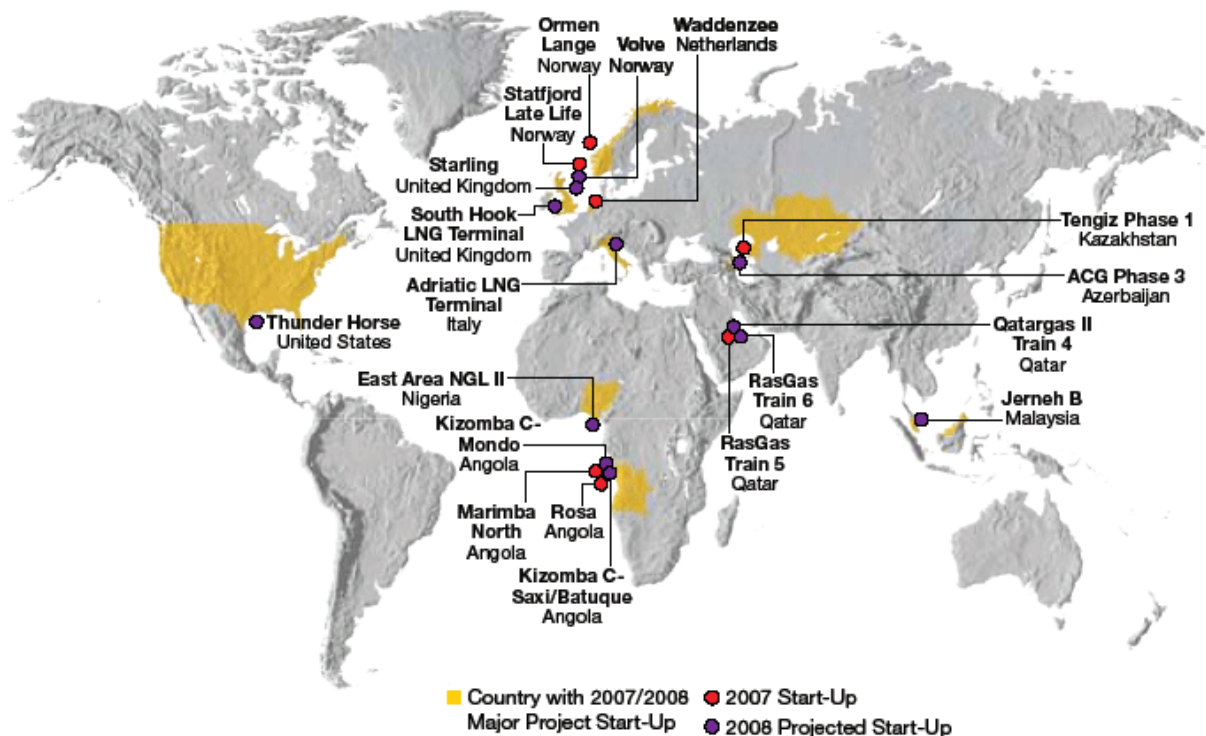 Ormen
Lange
Norway
Volve
Norway
Waddenzee
Netherlands
Statfjord
Late Life
Norway
Starling
United Kingdom
South Hook
LNG Terminal
United Kingdom
Adriatic LNG
Terminal
Italy
Tengiz Phase 1
Kazakhstan
ACG Phase 3
Azerbaijan
Thunder Horse
United States
Qatargas II
Train 4
Qatar
RasGas
Train 6
Qatar
RasGas
Train 5
Qatar
Jerneh B
Malaysia
East Area NGL II
Nigeria
Kizomba C-
Mondo
Angola
Marimba
North
Angola
Rosa
Angola
Kizomba C-
Saxi/Batuque
Angola
Country with 2007/2008
Major Project Start-Up
2007 Start-Up
2008 Projected Start-Up